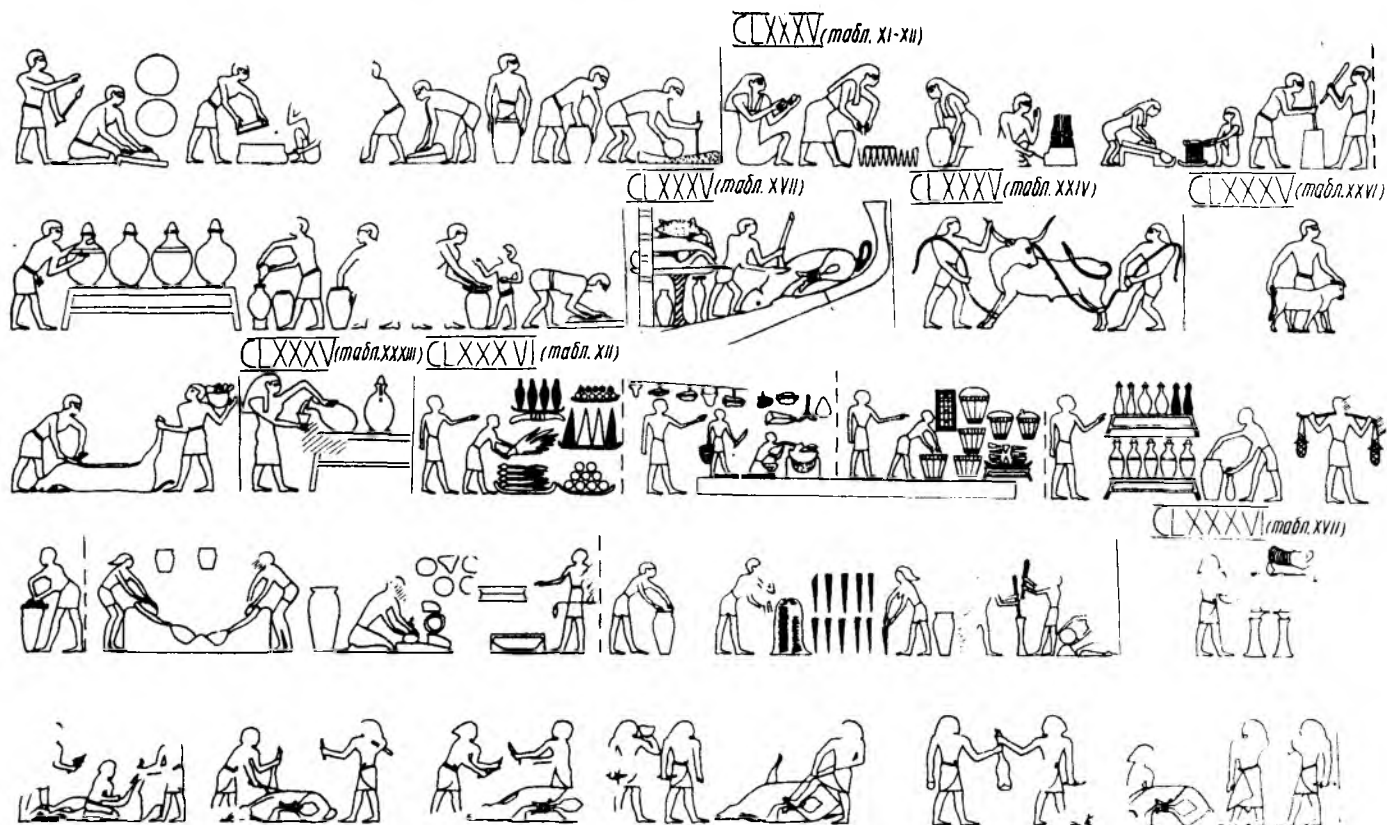 CLXXXV (табл. XI-XII)
CLXXXV (табл. XVII)
CLXXXV (табл. XXIV)
CLXXXV (табл. XXVI)
CLXXXV (табл. XXXIII)
CLXXXVI (табл. XII)
CLXXXVI (табл. XVII)